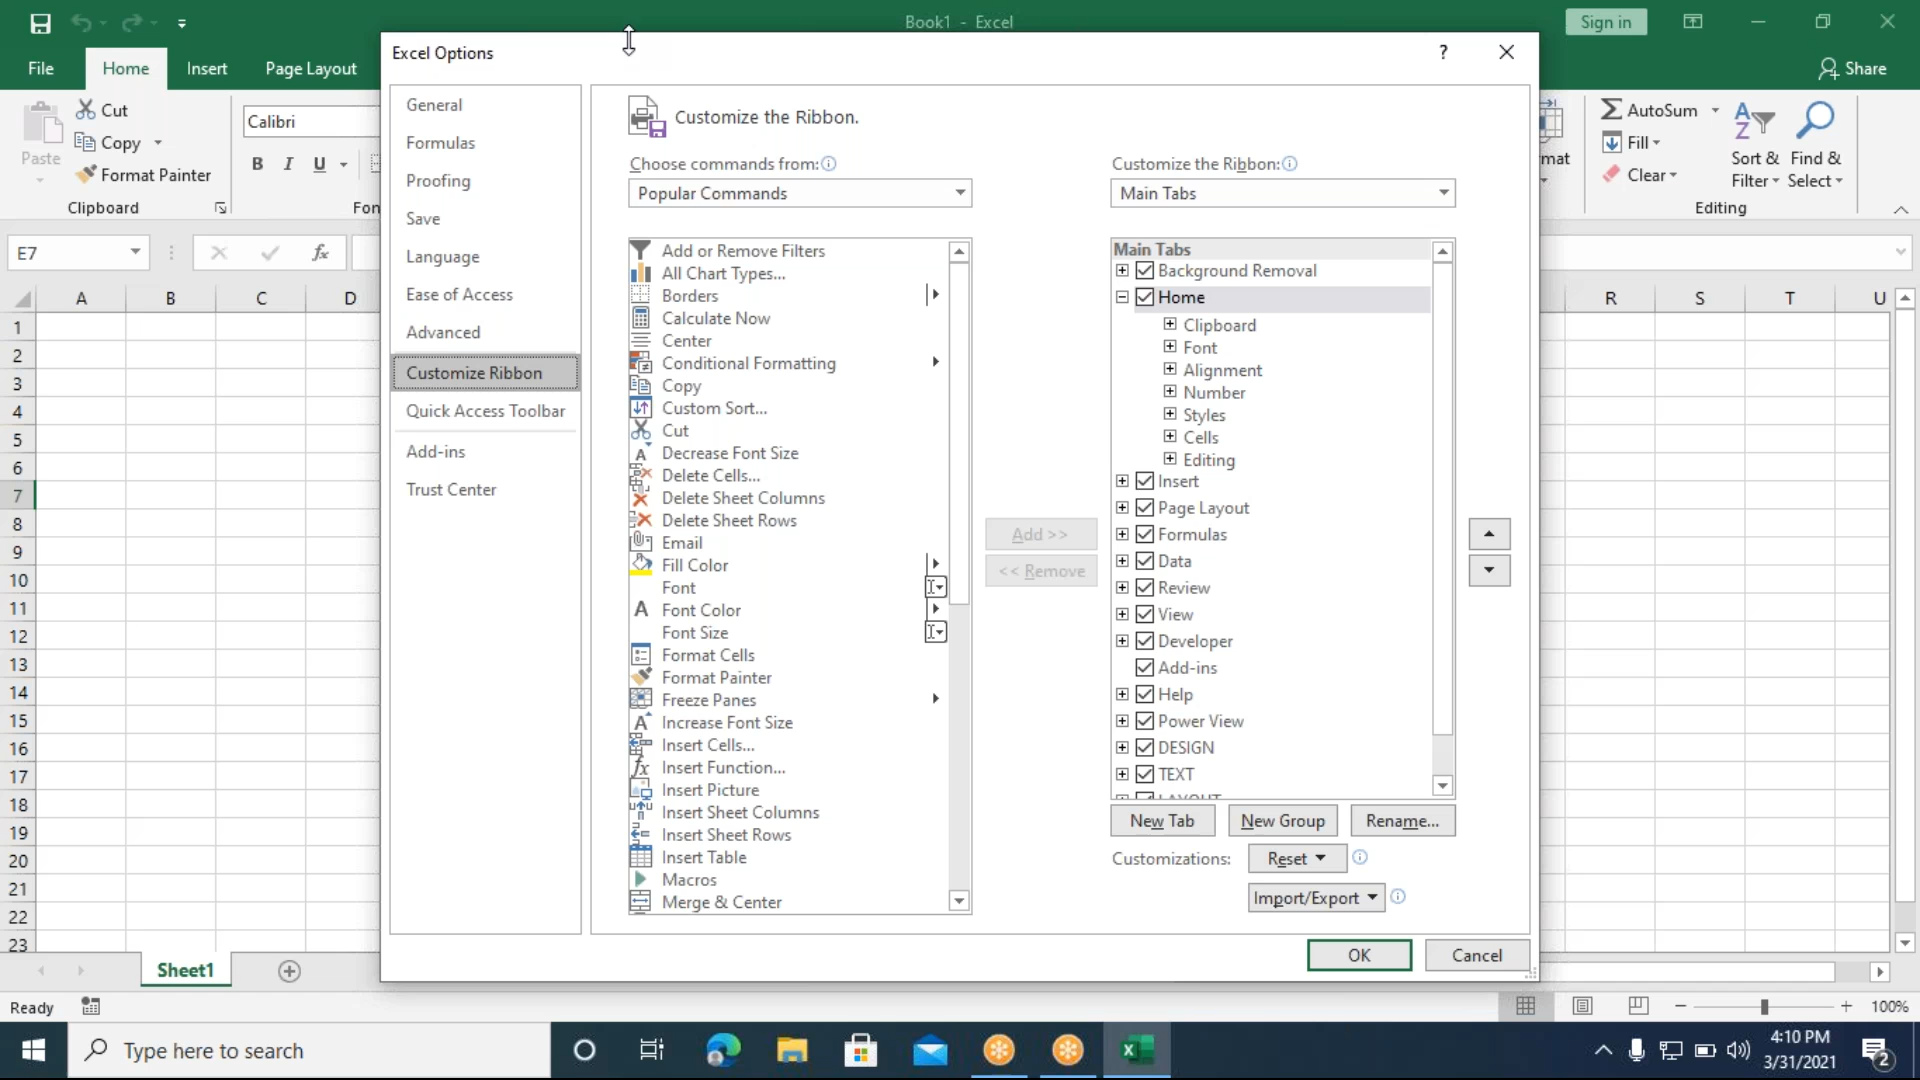 Book1 - Excel
Sign in
File
Home
Insert
Page Layout
Share
Paste
Cut
Copy
Format Painter
Clipboard
Calibri
B I U
Fon
mat
AutoSum
Fill
Clear
Sort & Filter
Find & Select
Editing
E7
fx
A B C D R S T U
1
2
3
4
5
6
7
8
9
10
11
12
13
14
15
16
17
18
19
20
21
22
23
Excel Options
?
General
Formulas
Proofing
Save
Language
Ease of Access
Advanced
Customize Ribbon
Quick Access Toolbar
Add-ins
Trust Center
Customize the Ribbon.
Choose commands from:
Popular Commands
Add or Remove Filters
All Chart Types...
Borders
Calculate Now
Center
Conditional Formatting
Copy
Custom Sort...
Cut
Decrease Font Size
Delete Cells...
Delete Sheet Columns
Delete Sheet Rows
Email
Fill Color
Font
Font Color
Font Size
Format Cells
Format Painter
Freeze Panes
Increase Font Size
Insert Cells...
Insert Function...
Insert Picture
Insert Sheet Columns
Insert Sheet Rows
Insert Table
Macros
Merge & Center
Add >>
<< Remove
Customize the Ribbon:
Main Tabs
Main Tabs
Background Removal
Home
Clipboard
Font
Alignment
Number
Styles
Cells
Editing
Insert
Page Layout
Formulas
Data
Review
View
Developer
Add-ins
Help
Power View
DESIGN
TEXT
New Tab
New Group
Rename...
Customizations:
Reset
Import/Export
OK
Cancel
Sheet1
Ready
100%
Type here to search
4:10 PM
3/31/2021
2